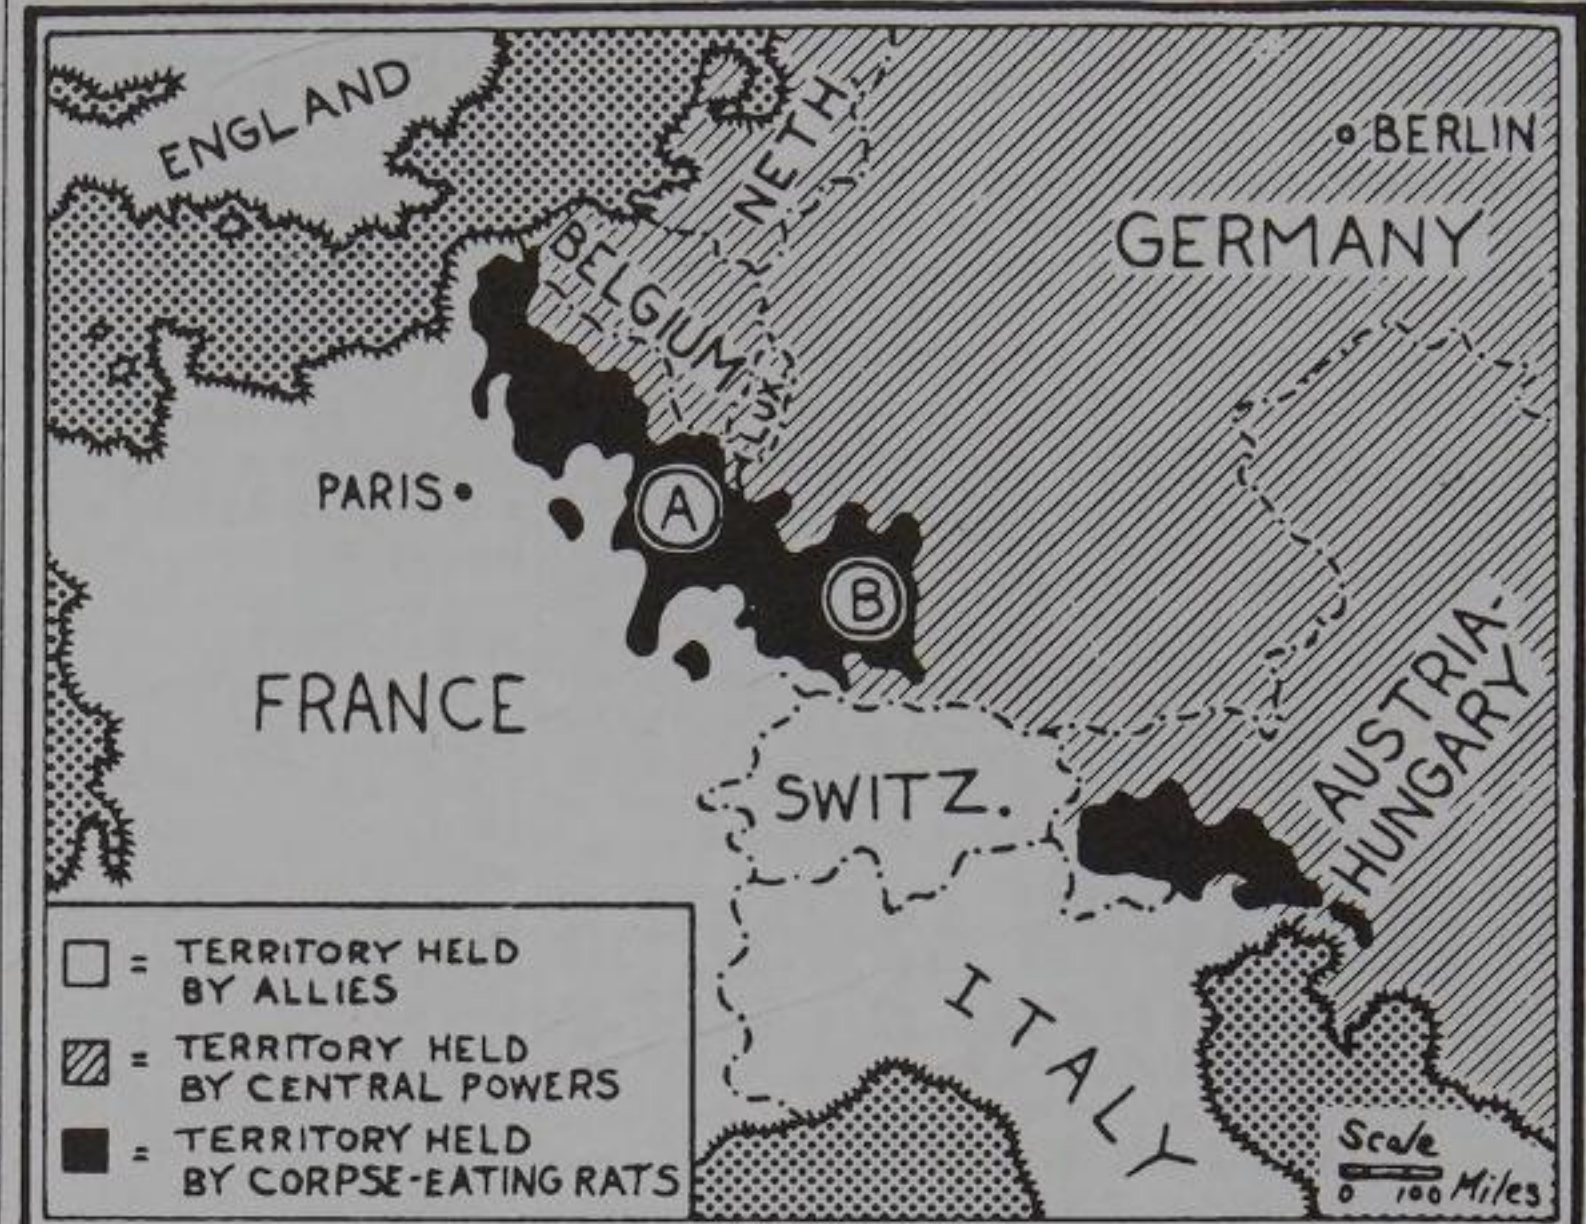 ENGLAND
NETH.
BERLIN
GERMANY
BELGIUM
LUX.
PARIS
A
B
FRANCE
AUSTRIA-
HUNGARY
SWITZ.
ITALY
= TERRITORY HELD
BY ALLIES
= TERRITORY HELD
BY CENTRAL POWERS
= TERRITORY HELD
BY CORPSE-EATING RATS
Scale
0 100 Miles